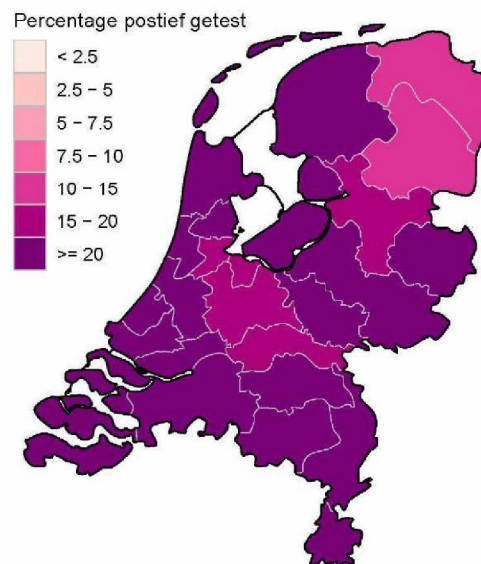 Percentage postief getest
< 2.5
2.5 – 5
5 – 7.5
7.5 – 10
10 – 15
15 – 20
>= 20